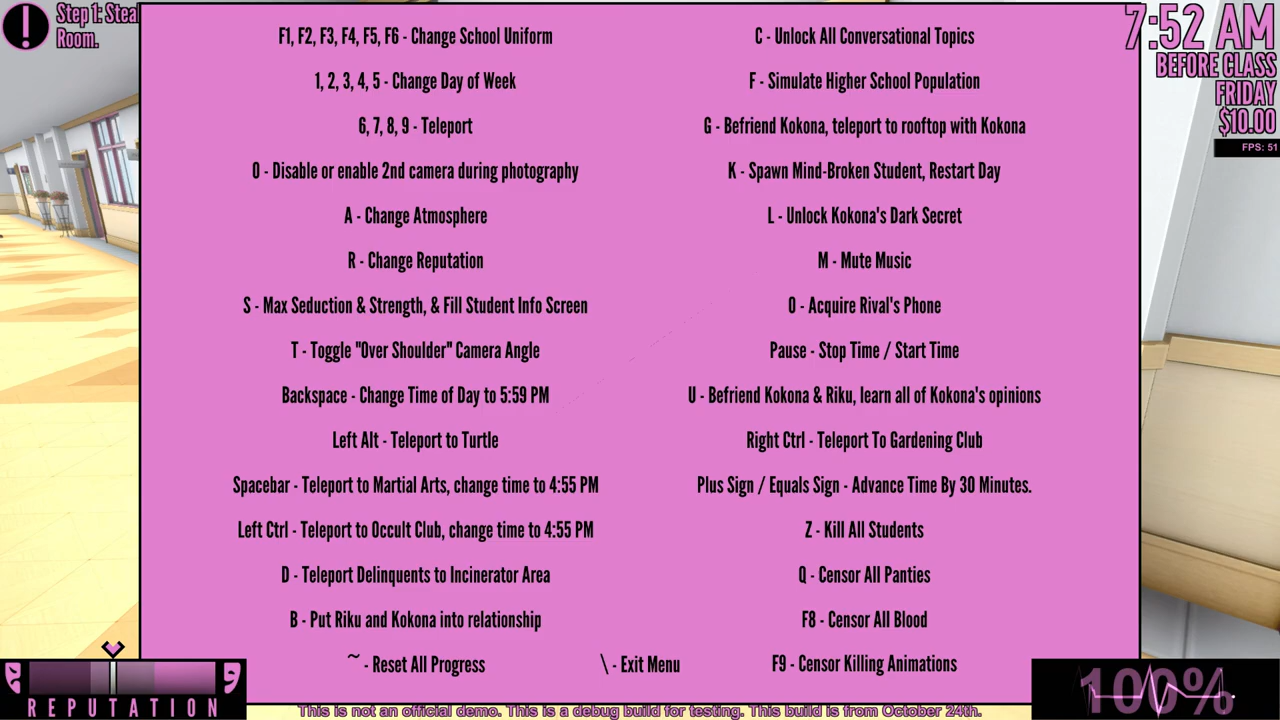 Step 1: Steal
Room.
7:52 AM
BEFORE CLASS
FRIDAY
$10.00
FPS: 51
F1, F2, F3, F4, F5, F6 - Change School Uniform
1, 2, 3, 4, 5 - Change Day of Week
6, 7, 8, 9 - Teleport
0 - Disable or enable 2nd camera during photography
A - Change Atmosphere
R - Change Reputation
S - Max Seduction & Strength, & Fill Student Info Screen
T - Toggle "Over Shoulder" Camera Angle
Backspace - Change Time of Day to 5:59 PM
Left Alt - Teleport to Turtle
Spacebar - Teleport to Martial Arts, change time to 4:55 PM
Left Ctrl - Teleport to Occult Club, change time to 4:55 PM
D - Teleport Delinquents to Incinerator Area
B - Put Riku and Kokona into relationship
~ - Reset All Progress
C - Unlock All Conversational Topics
F - Simulate Higher School Population
G - Befriend Kokona, teleport to rooftop with Kokona
K - Spawn Mind-Broken Student, Restart Day
L - Unlock Kokona's Dark Secret
M - Mute Music
O - Acquire Rival's Phone
Pause - Stop Time / Start Time
U - Befriend Kokona & Riku, learn all of Kokona's opinions
Right Ctrl - Teleport To Gardening Club
Plus Sign / Equals Sign - Advance Time By 30 Minutes.
Z - Kill All Students
Q - Censor All Panties
F8 - Censor All Blood
F9 - Censor Killing Animations
\ - Exit Menu
REPUTATION
100%
This is not an official demo. This is a debug build for testing. This build is from October 24th.